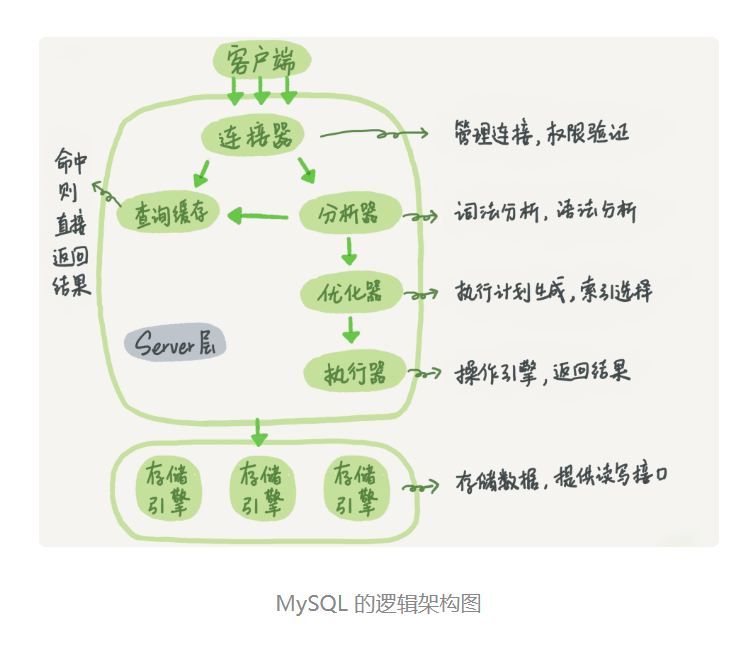 客户端
连接器
管理连接，权限验证
命中
则
直接
返回
结果
查询缓存
分析器
词法分析，语法分析
优化器
执行计划生成，索引选择
Server层
执行器
操作引擎，返回结果
存储
引擎
存储
引擎
存储
引擎
存储数据，提供读写接口
MySQL 的逻辑架构图